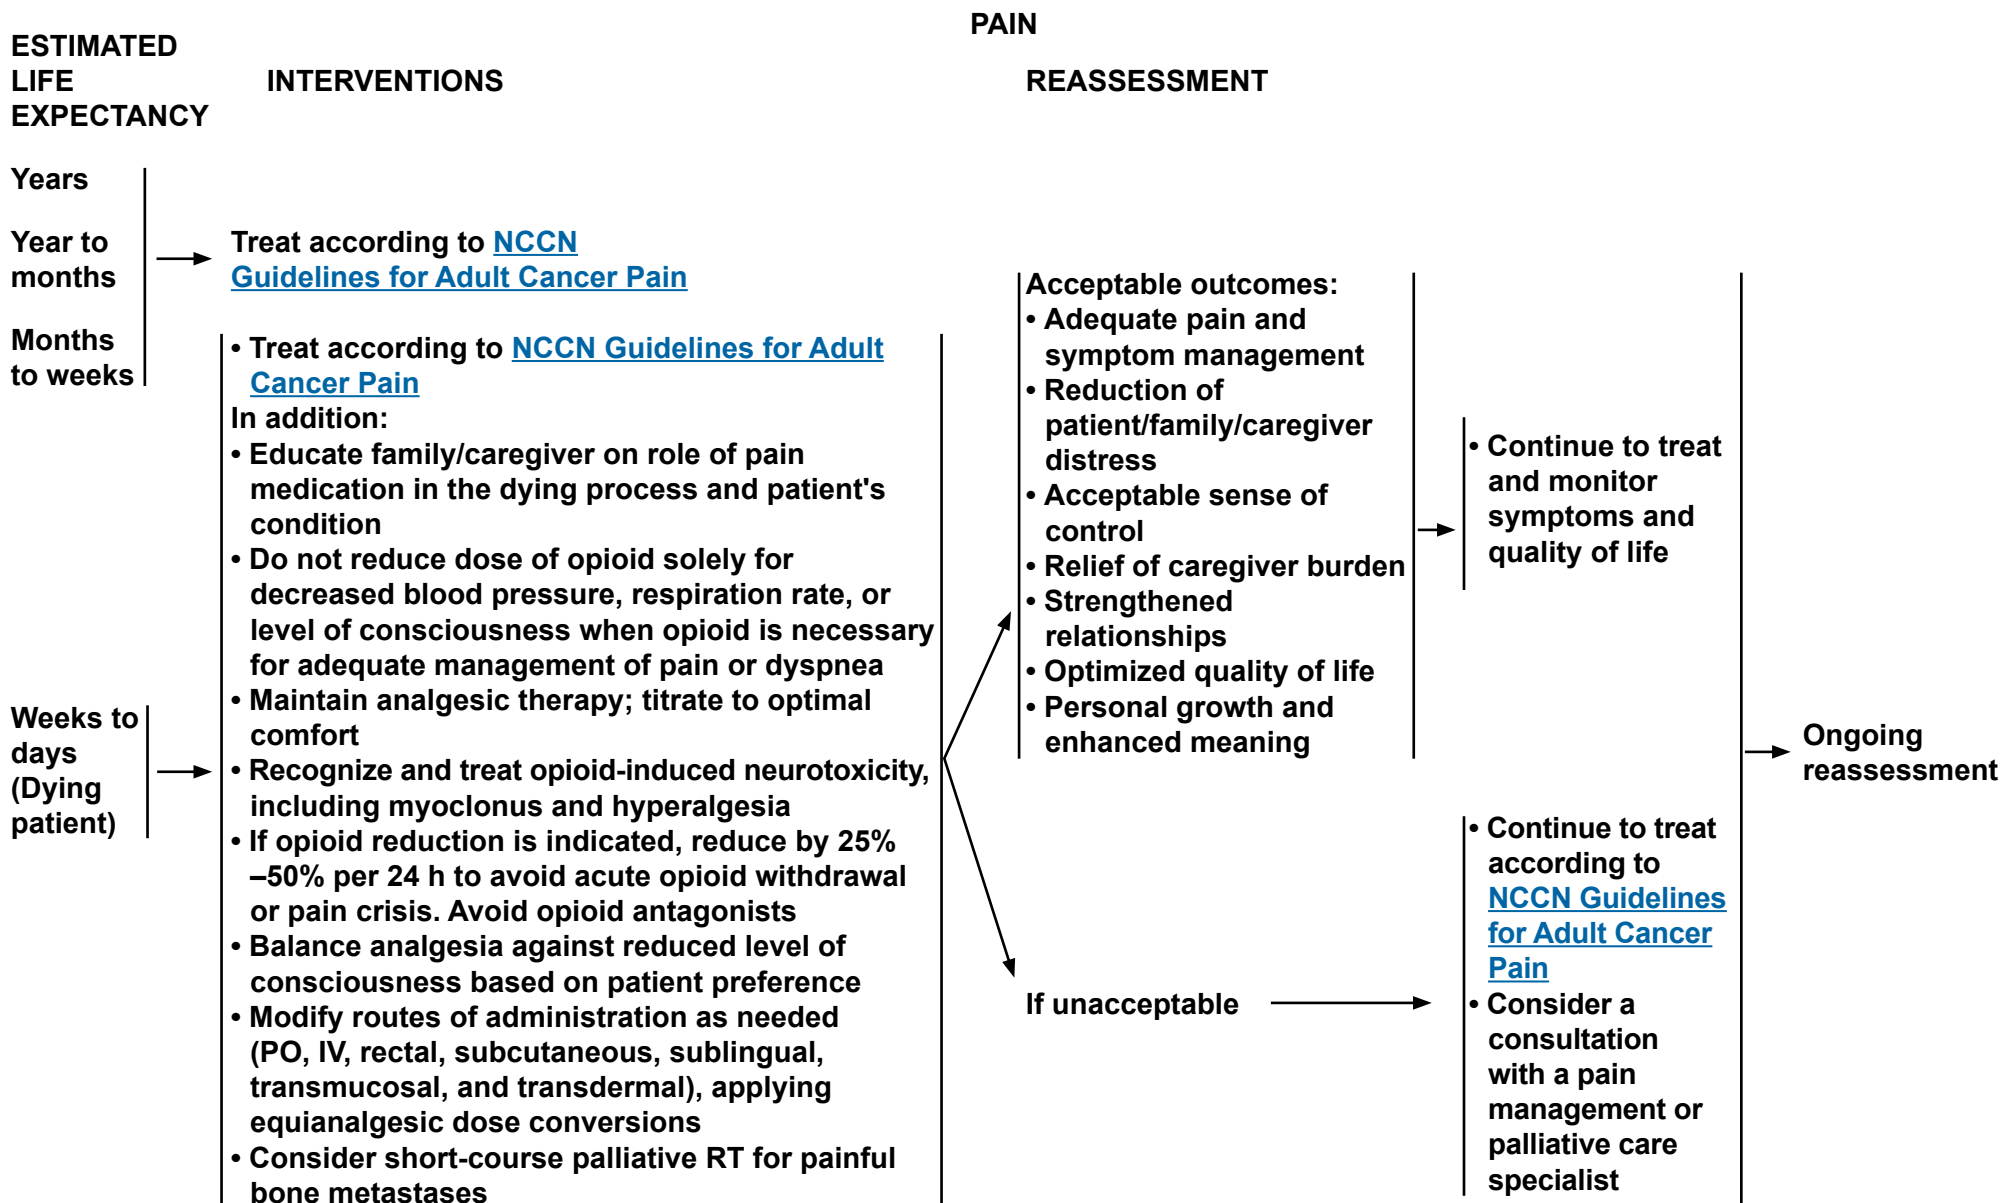 PAIN
ESTIMATED
LIFE
EXPECTANCY
INTERVENTIONS
REASSESSMENT
Years
Year to
months
Months
to weeks
Treat according to NCCN
Guidelines for Adult Cancer Pain
Weeks to
days
(Dying
patient)
• Treat according to NCCN Guidelines for Adult
Cancer Pain
In addition:
• Educate family/caregiver on role of pain
medication in the dying process and patient's
condition
• Do not reduce dose of opioid solely for
decreased blood pressure, respiration rate, or
level of consciousness when opioid is necessary
for adequate management of pain or dyspnea
• Maintain analgesic therapy; titrate to optimal
comfort
• Recognize and treat opioid-induced neurotoxicity,
including myoclonus and hyperalgesia
• If opioid reduction is indicated, reduce by 25%
–50% per 24 h to avoid acute opioid withdrawal
or pain crisis. Avoid opioid antagonists
• Balance analgesia against reduced level of
consciousness based on patient preference
• Modify routes of administration as needed
(PO, IV, rectal, subcutaneous, sublingual,
transmucosal, and transdermal), applying
equianalgesic dose conversions
• Consider short-course palliative RT for painful
bone metastases
Acceptable outcomes:
• Adequate pain and
symptom management
• Reduction of
patient/family/caregiver
distress
• Acceptable sense of
control
• Relief of caregiver burden
• Strengthened
relationships
• Optimized quality of life
• Personal growth and
enhanced meaning
• Continue to treat
and monitor
symptoms and
quality of life
If unacceptable
• Continue to treat
according to
NCCN Guidelines
for Adult Cancer
Pain
• Consider a
consultation
with a pain
management or
palliative care
specialist
Ongoing
reassessment